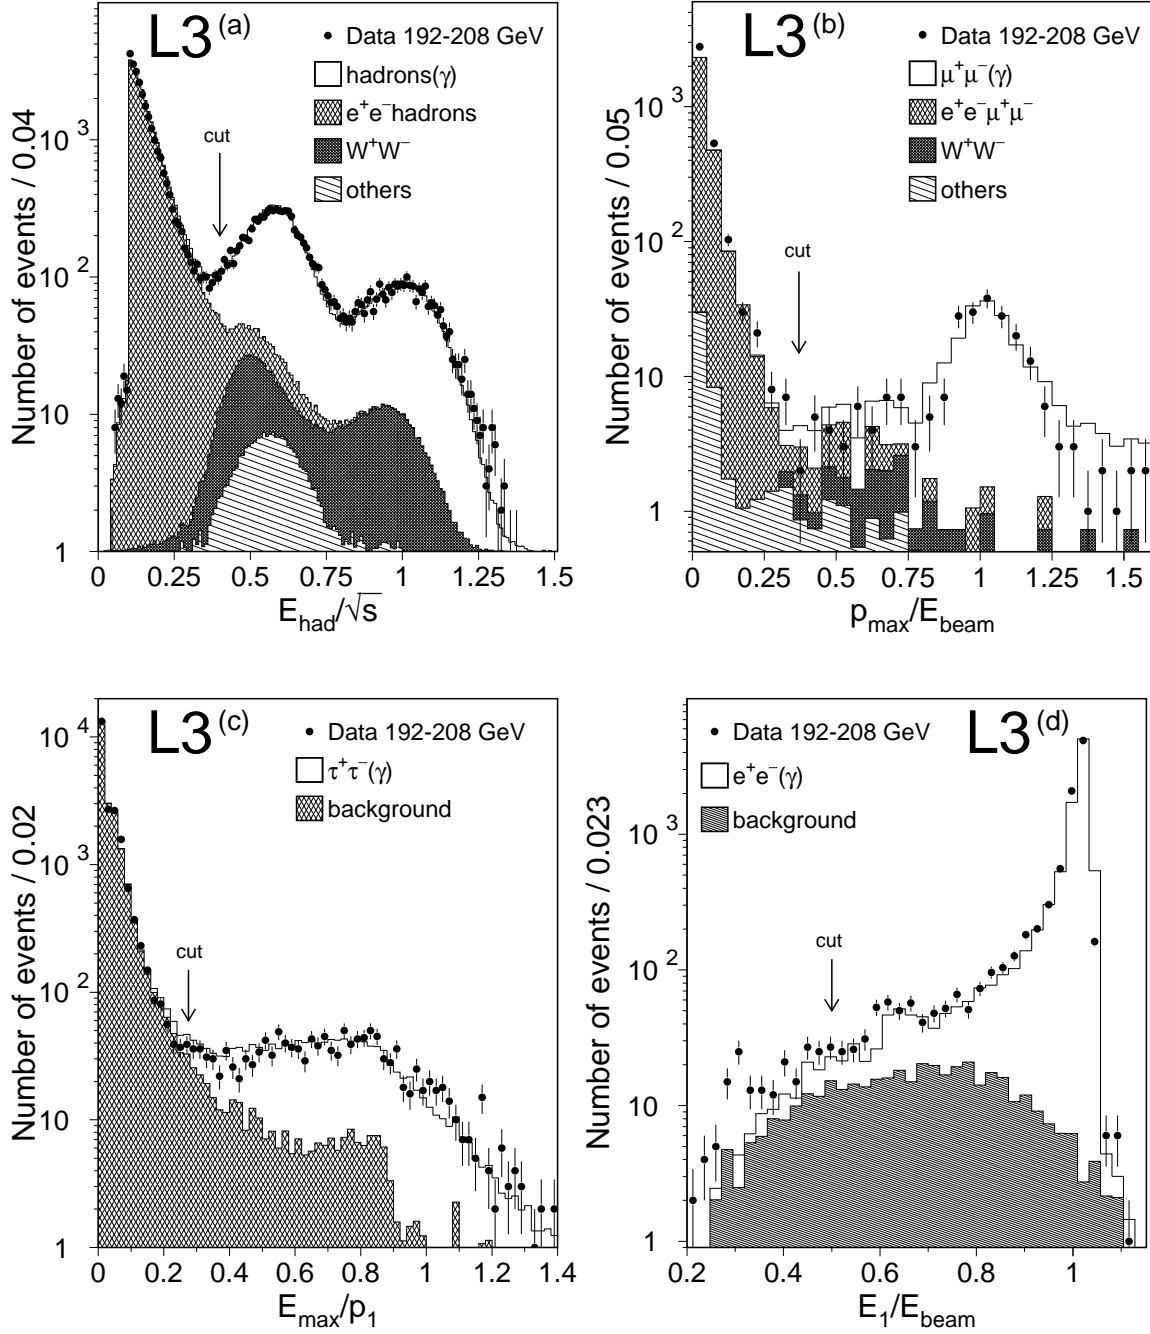 L3 (a)
Data 192-208 GeV
hadrons(γ)
e⁺e⁻hadrons
W⁺W⁻
others
cut
Number of events / 0.04
10³
10²
10
1
0 0.25 0.5 0.75 1 1.25 1.5
E_had/√s
L3 (b)
Data 192-208 GeV
μ⁺μ⁻(γ)
e⁺e⁻μ⁺μ⁻
W⁺W⁻
others
cut
Number of events / 0.05
10³
10²
10
1
0 0.25 0.5 0.75 1 1.25 1.5
p_max/E_beam
L3 (c)
Data 192-208 GeV
τ⁺τ⁻(γ)
background
cut
Number of events / 0.02
10⁴
10³
10²
10
1
0 0.2 0.4 0.6 0.8 1 1.2 1.4
E_max/p₁
L3 (d)
Data 192-208 GeV
e⁺e⁻(γ)
background
cut
Number of events / 0.023
10³
10²
10
1
0.2 0.4 0.6 0.8 1
E₁/E_beam